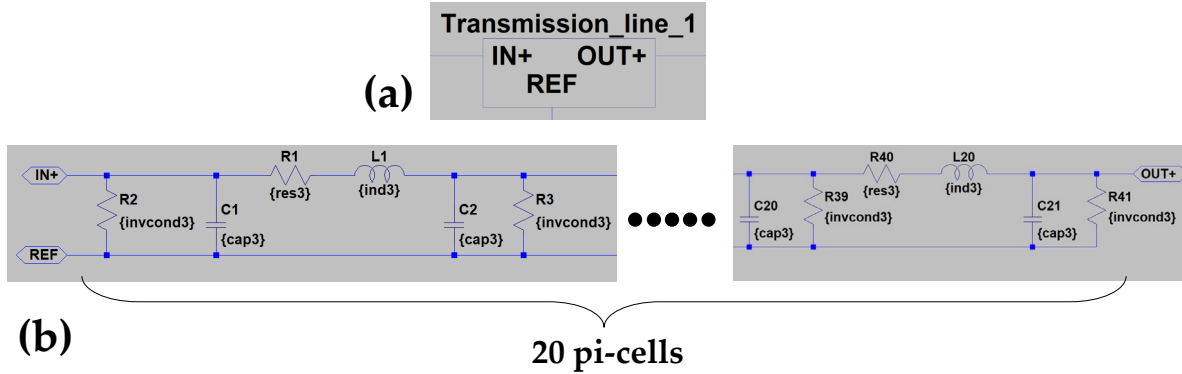 Transmission_line_1
IN+ OUT+
REF
(a)
R1 L1 R40 L20
IN+ OUT+
{res3} {ind3} {res3} {ind3}
R2 C1 C2 R3 C20 R39 C21 R41
{invcond3} {cap3} {cap3} {invcond3} {cap3} {invcond3} {cap3} {invcond3}
REF
(b)
20 pi-cells